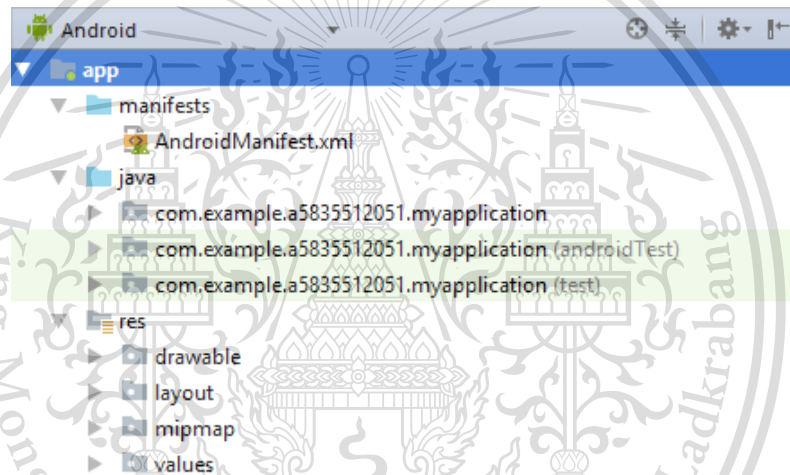 Android
app
manifests
AndroidManifest.xml
java
com.example.a5835512051.myapplication
com.example.a5835512051.myapplication (androidTest)
com.example.a5835512051.myapplication (test)
res
drawable
layout
mipmap
values
Ladkrabang